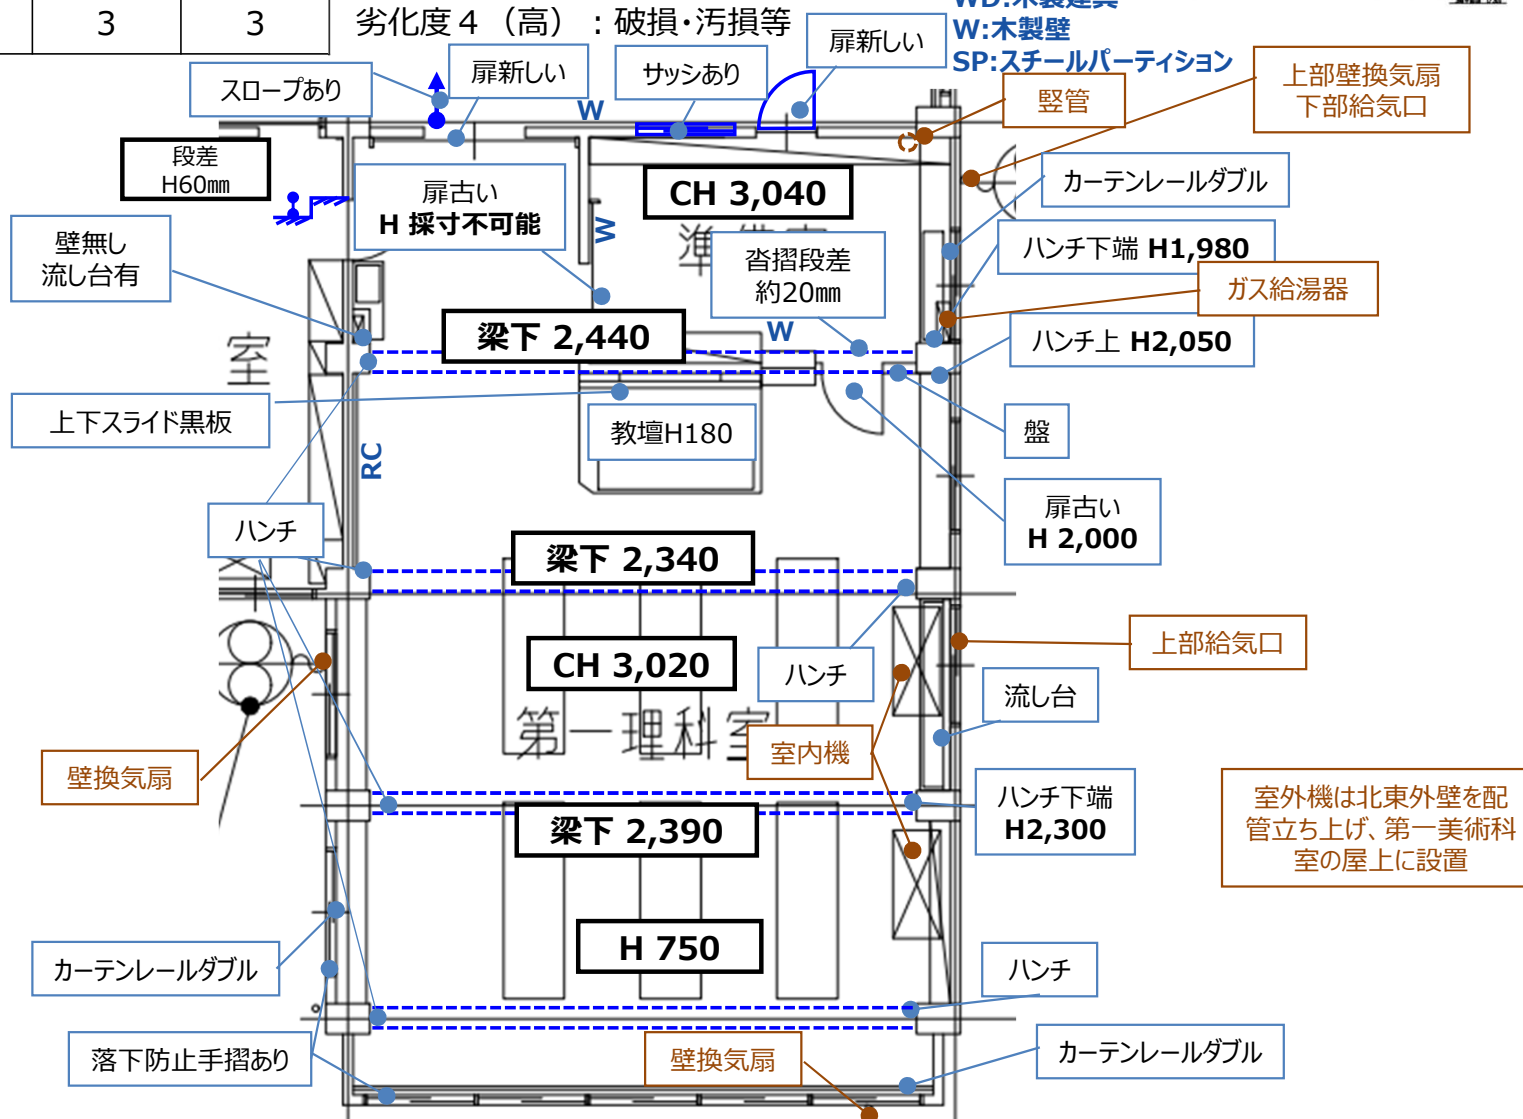 3
3
劣化度4（高）：破損・汚損等
W:木製壁
SP:スチールパーティション
スロープあり
扉新しい
サッシあり
扉新しい
竪管
上部壁換気扇
下部給気口
W
段差
H60㎜
扉古い
H 採寸不可能
CH 3,040
カーテンレールダブル
W
壁無し
流し台有
沓摺段差
約20㎜
ハンチ下端 H1,980
ガス給湯器
室
梁下 2,440
W
ハンチ上 H2,050
上下スライド黒板
教壇H180
盤
RC
扉古い
H 2,000
ハンチ
梁下 2,340
CH 3,020
ハンチ
上部給気口
流し台
第一理科室
室内機
壁換気扇
ハンチ下端
H2,300
室外機は北東外壁を配
管立ち上げ、第一美術科
室の屋上に設置
梁下 2,390
H 750
カーテンレールダブル
ハンチ
落下防止手摺あり
壁換気扇
カーテンレールダブル